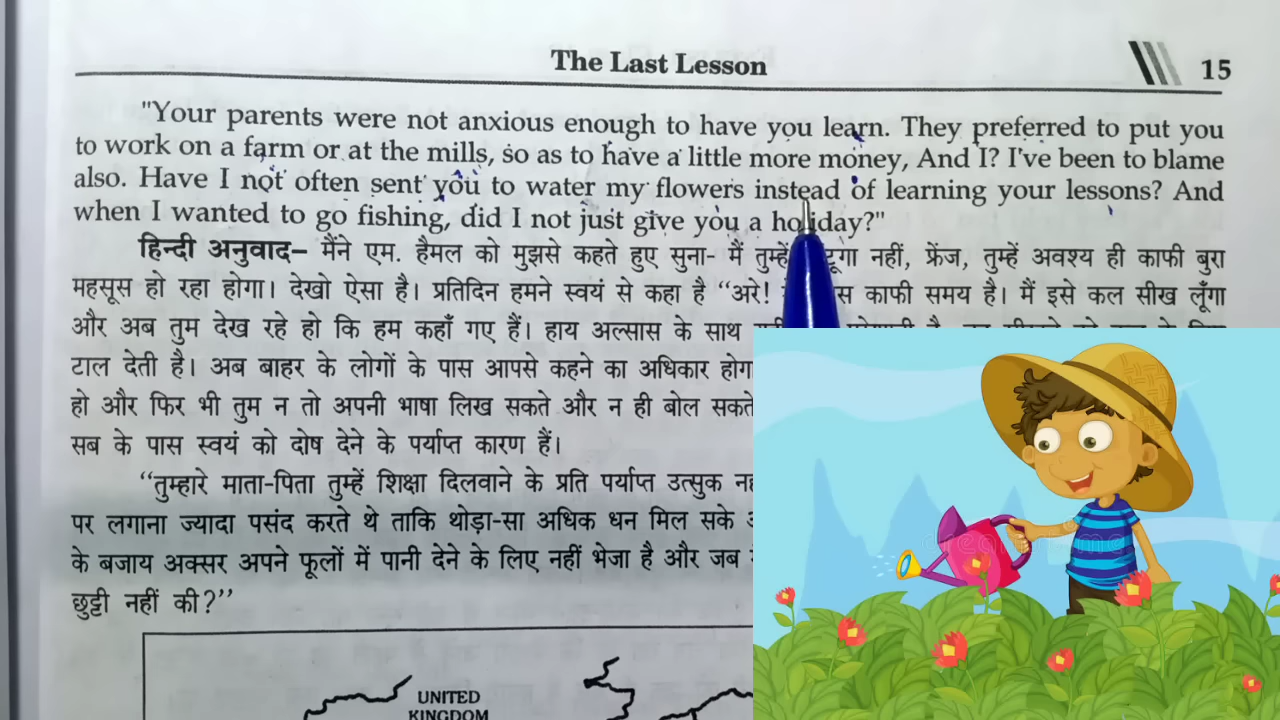 The Last Lesson
15
"Your parents were not anxious enough to have you learn. They preferred to put you
to work on a farm or at the mills, so as to have a little more money, And I? I've been to blame
also. Have I not often sent you to water my flowers instead of learning your lessons? And
when I wanted to go fishing, did I not just give you a holiday?"
हिन्दी अनुवाद– मैंने एम. हैमल को मुझसे कहते हुए सुना- मैं तुम्हें नहीं, फ्रेंज, तुम्हें अवश्य ही काफी बुरा
महसूस हो रहा होगा। देखो ऐसा है। प्रतिदिन हमने स्वयं से कहा है “अरे! काफी समय है। मैं इसे कल सीख लूँगा
और अब तुम देख रहे हो कि हम कहाँ गए हैं। हाय अल्सास के साथ
टाल देती है। अब बाहर के लोगों के पास आपसे कहने का अधिकार होगा
हो और फिर भी तुम न तो अपनी भाषा लिख सकते और न ही बोल सकते
सब के पास स्वयं को दोष देने के पर्याप्त कारण हैं।
“तुम्हारे माता-पिता तुम्हें शिक्षा दिलवाने के प्रति पर्याप्त उत्सुक
पर लगाना ज्यादा पसंद करते थे ताकि थोड़ा-सा अधिक धन मिल सके
के बजाय अक्सर अपने फूलों में पानी देने के लिए नहीं भेजा है और जब
छुट्टी नहीं की?”
UNITED
KINGDOM